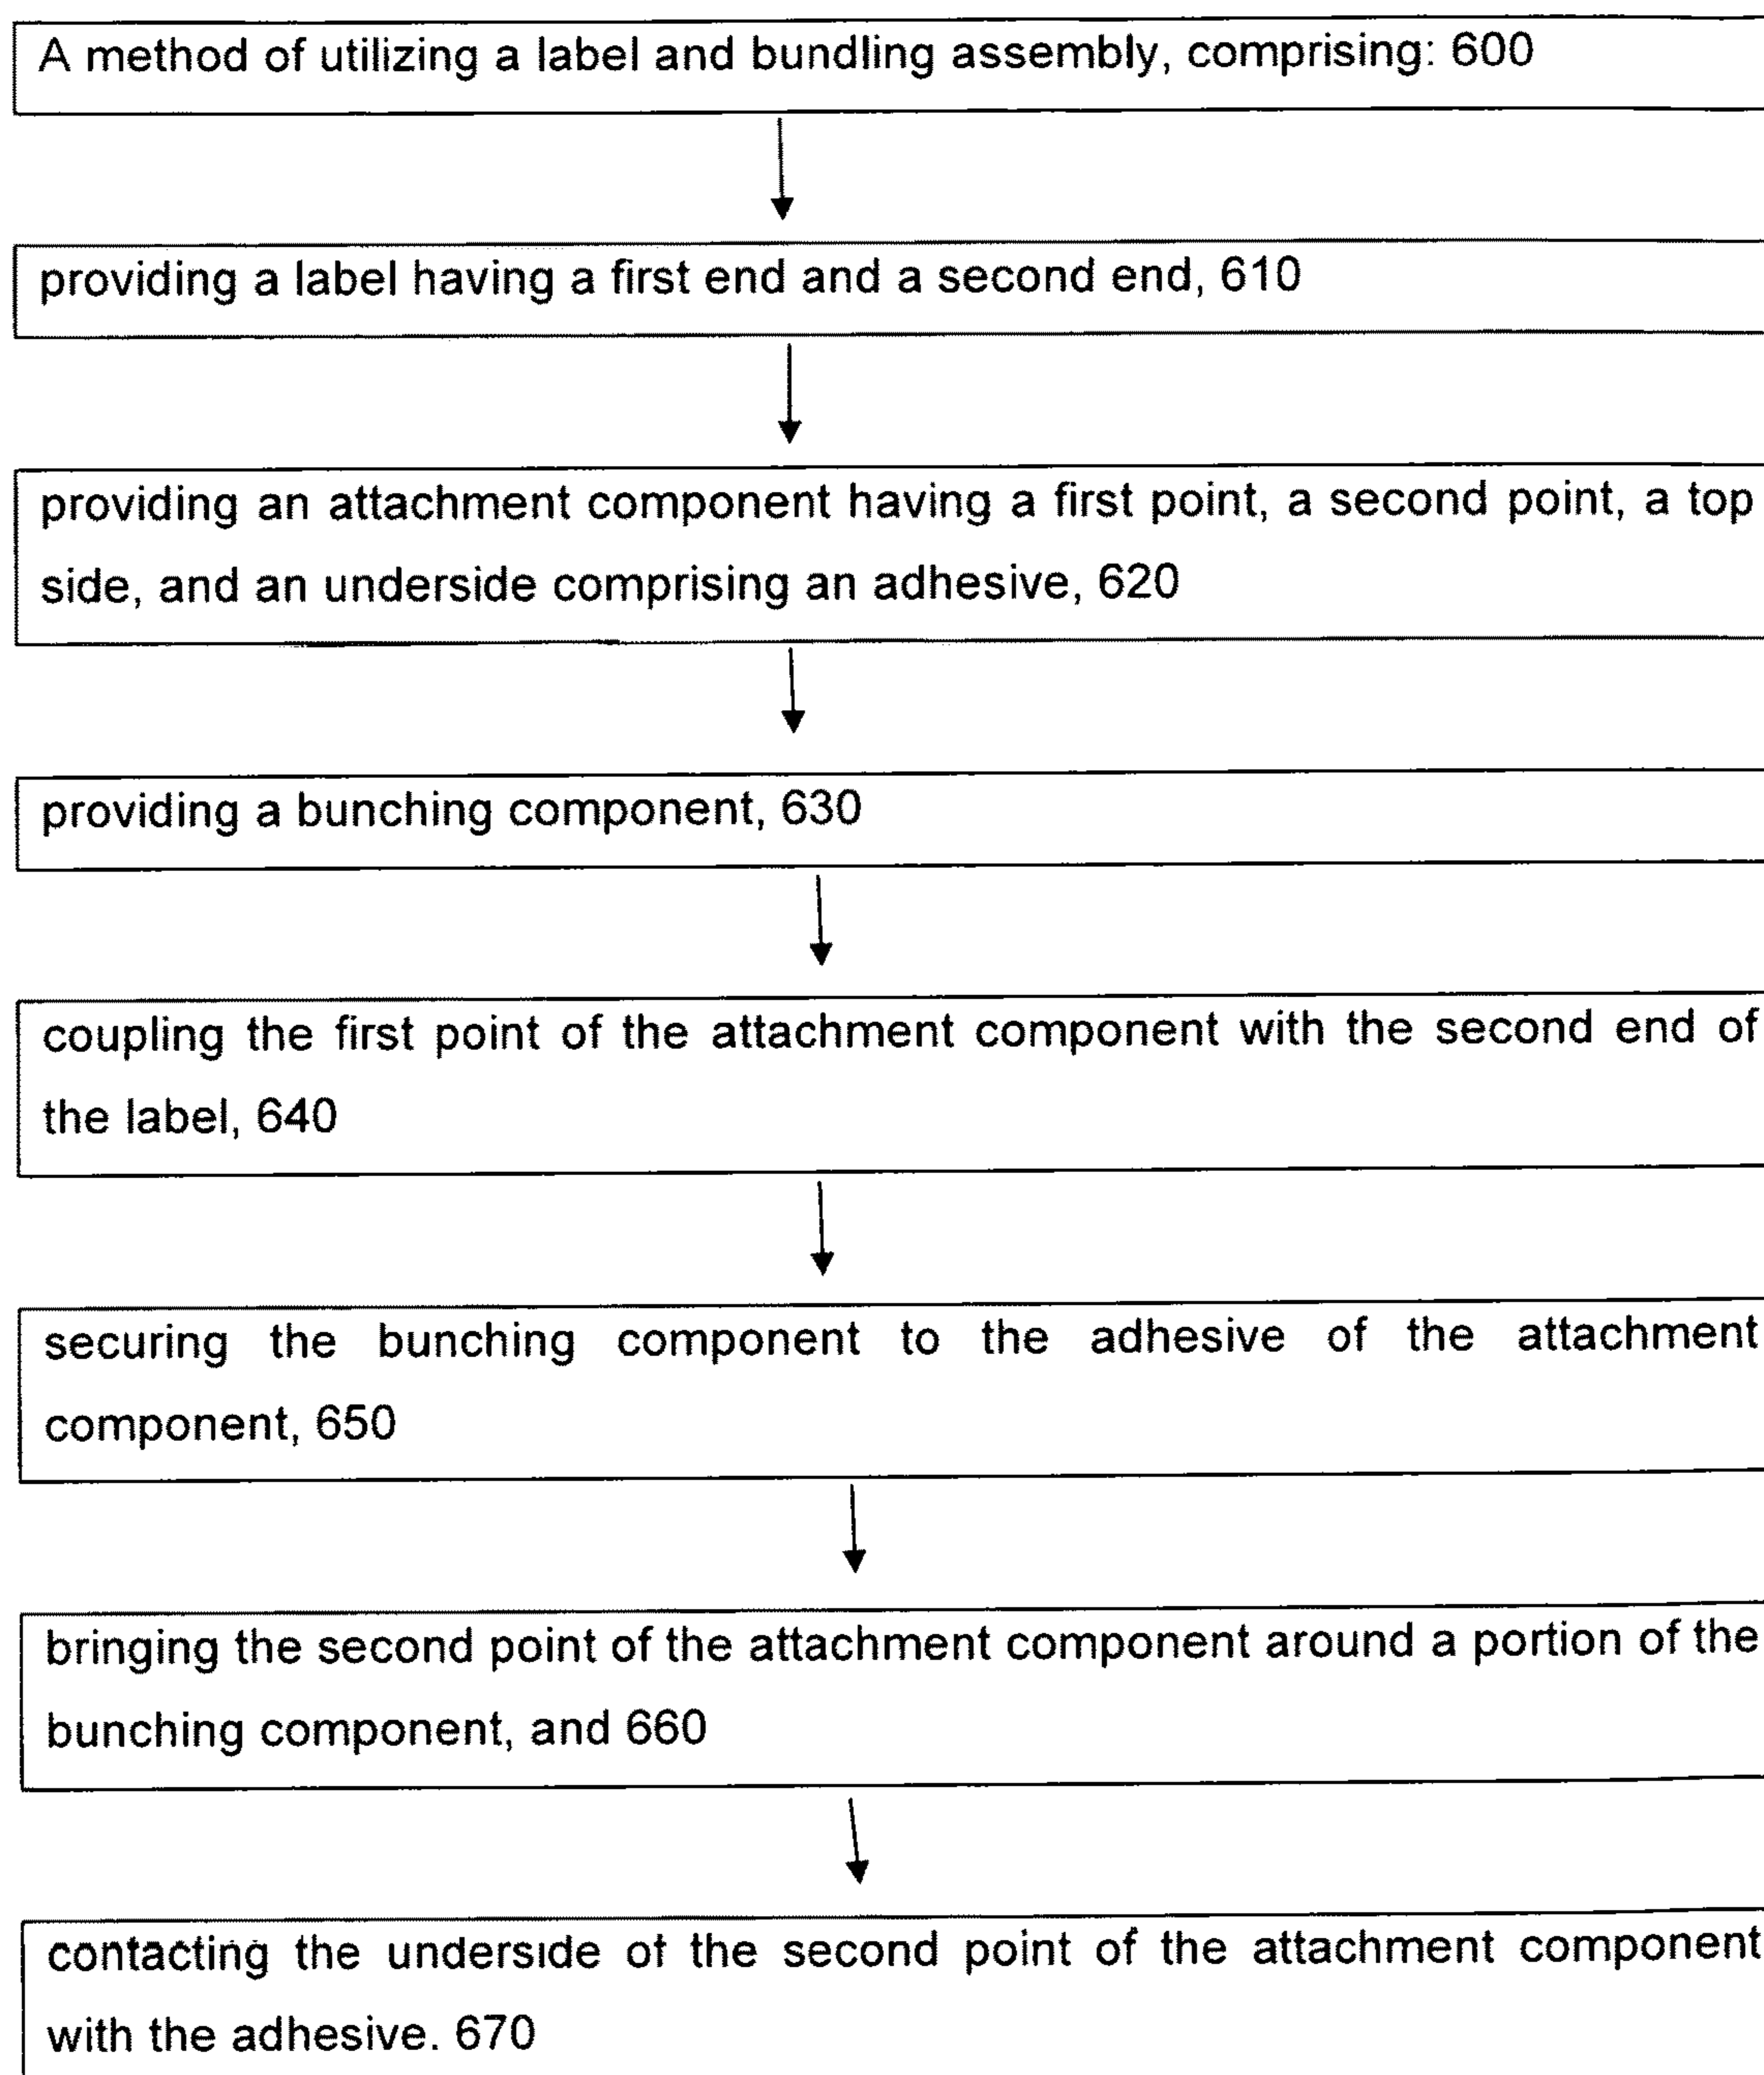 A method of utilizing a label and bundling assembly, comprising: 600
providing a label having a first end and a second end, 610
providing an attachment component having a first point, a second point, a top
side, and an underside comprising an adhesive, 620
providing a bunching component, 630
coupling the first point of the attachment component with the second end of
the label, 640
securing the bunching component to the adhesive of the attachment
component, 650
bringing the second point of the attachment component around a portion of the
bunching component, and 660
contacting the underside of the second point of the attachment component
with the adhesive. 670